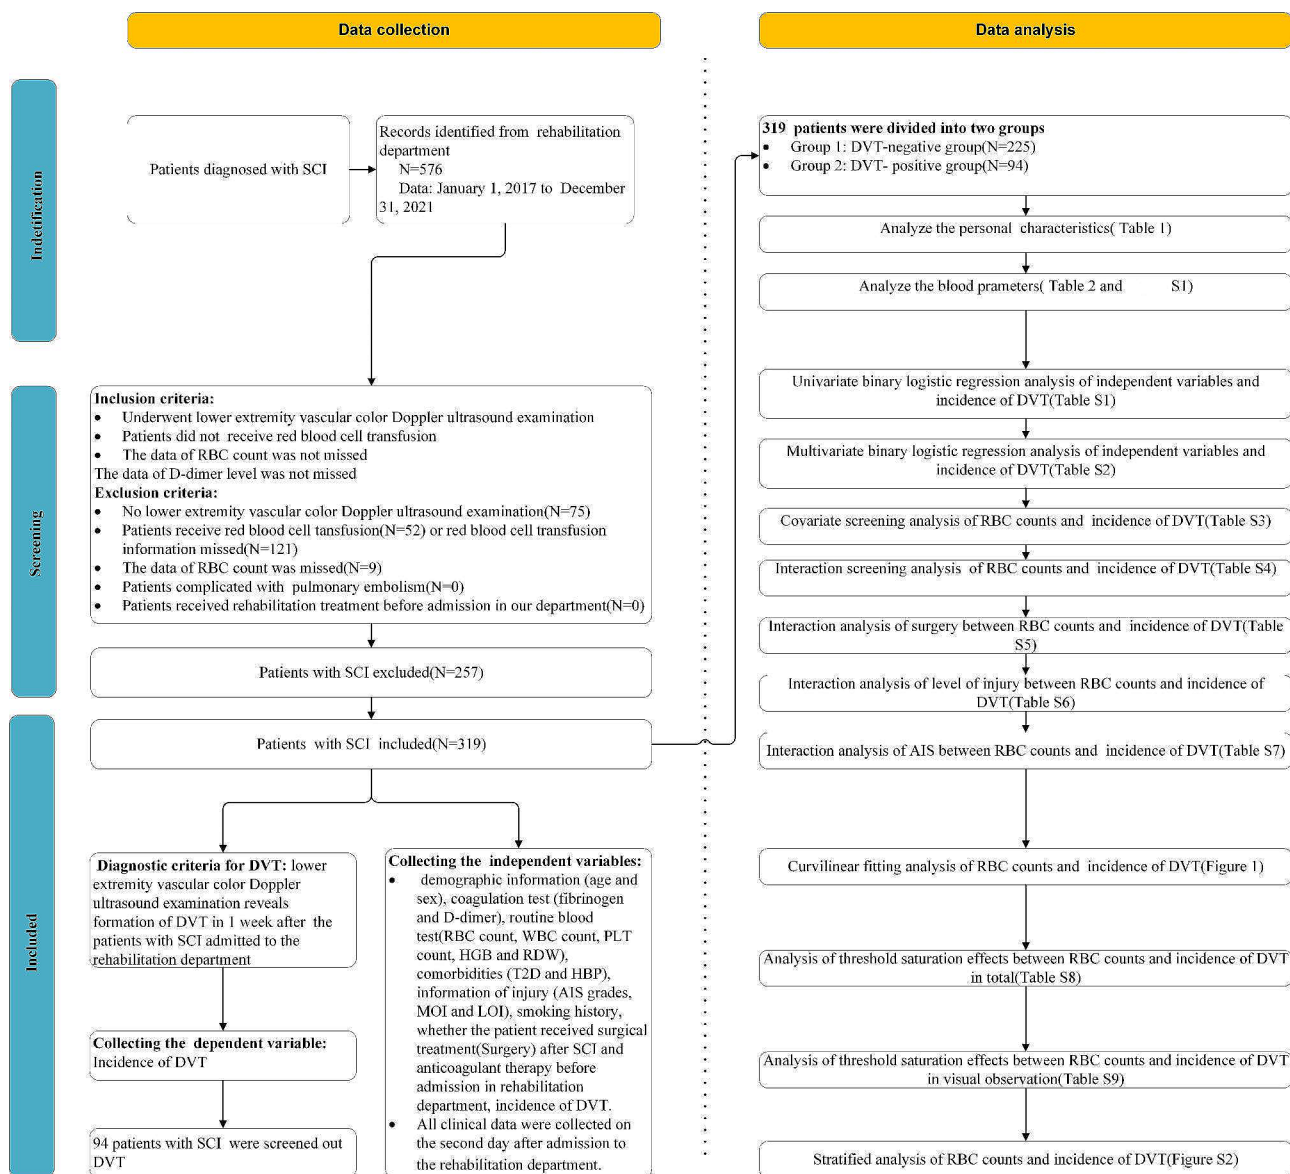 Data collection
Data analysis
Indetification
Patients diagnosed with SCI
Records identified from rehabilitation
department
N=576
Data: January 1, 2017 to December
31, 2021
Screening
Inclusion criteria:
• Underwent lower extremity vascular color Doppler ultrasound examination
• Patients did not receive red blood cell transfusion
• The data of RBC count was not missed
The data of D-dimer level was not missed
Exclusion criteria:
• No lower extremity vascular color Doppler ultrasound examination(N=75)
• Patients receive red blood cell tansfusion(N=52) or red blood cell transfusion
information missed(N=121)
• The data of RBC count was missed(N=9)
• Patients complicated with pulmonary embolism(N=0)
• Patients received rehabilitation treatment before admission in our department(N=0)
Patients with SCI excluded(N=257)
Included
Patients with SCI included(N=319)
Diagnostic criteria for DVT: lower
extremity vascular color Doppler
ultrasound examination reveals
formation of DVT in 1 week after the
patients with SCI admitted to the
rehabilitation department
Collecting the dependent variable:
Incidence of DVT
94 patients with SCI were screened out
DVT
Collecting the independent variables:
• demographic information (age and
sex), coagulation test (fibrinogen
and D-dimer), routine blood
test(RBC count, WBC count, PLT
count, HGB and RDW),
comorbidities (T2D and HBP),
information of injury (AIS grades,
MOI and LOI), smoking history,
whether the patient received surgical
treatment(Surgery) after SCI and
anticoagulant therapy before
admission in rehabilitation
department, incidence of DVT.
• All clinical data were collected on
the second day after admission to
the rehabilitation department.
319 patients were divided into two groups
• Group 1: DVT-negative group(N=225)
• Group 2: DVT- positive group(N=94)
Analyze the personal characteristics( Table 1)
Analyze the blood prameters( Table 2 and S1)
Univariate binary logistic regression analysis of independent variables and
incidence of DVT(Table S1)
Multivariate binary logistic regression analysis of independent variables and
incidence of DVT(Table S2)
Covariate screening analysis of RBC counts and incidence of DVT(Table S3)
Interaction screening analysis of RBC counts and incidence of DVT(Table S4)
Interaction analysis of surgery between RBC counts and incidence of DVT(Table
S5)
Interaction analysis of level of injury between RBC counts and incidence of
DVT(Table S6)
Interaction analysis of AIS between RBC counts and incidence of DVT(Table S7)
Curvilinear fitting analysis of RBC counts and incidence of DVT(Figure 1)
Analysis of threshold saturation effects between RBC counts and incidence of DVT
in total(Table S8)
Analysis of threshold saturation effects between RBC counts and incidence of DVT
in visual observation(Table S9)
Stratified analysis of RBC counts and incidence of DVT(Figure S2)